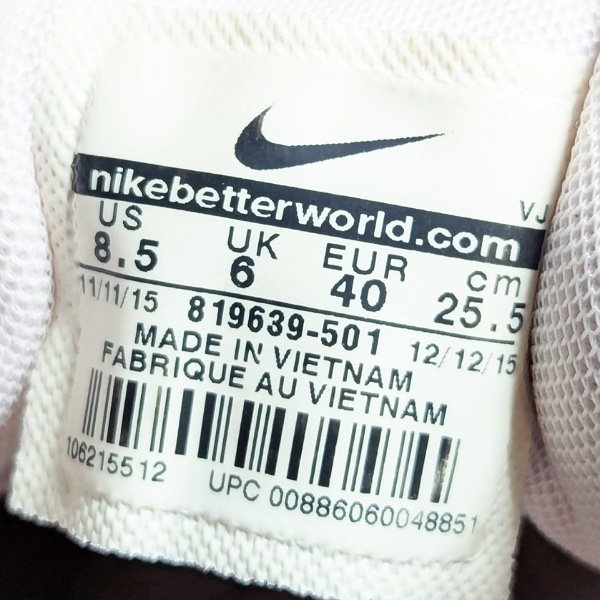 nikebetterworld.com
VJ
US UK EUR cm
8.5 6 40 25.5
11/11/15 819639-501 12/12/15
MADE IN VIETNAM
FABRIQUE AU VIETNAM
106215512 UPC 00886060048851